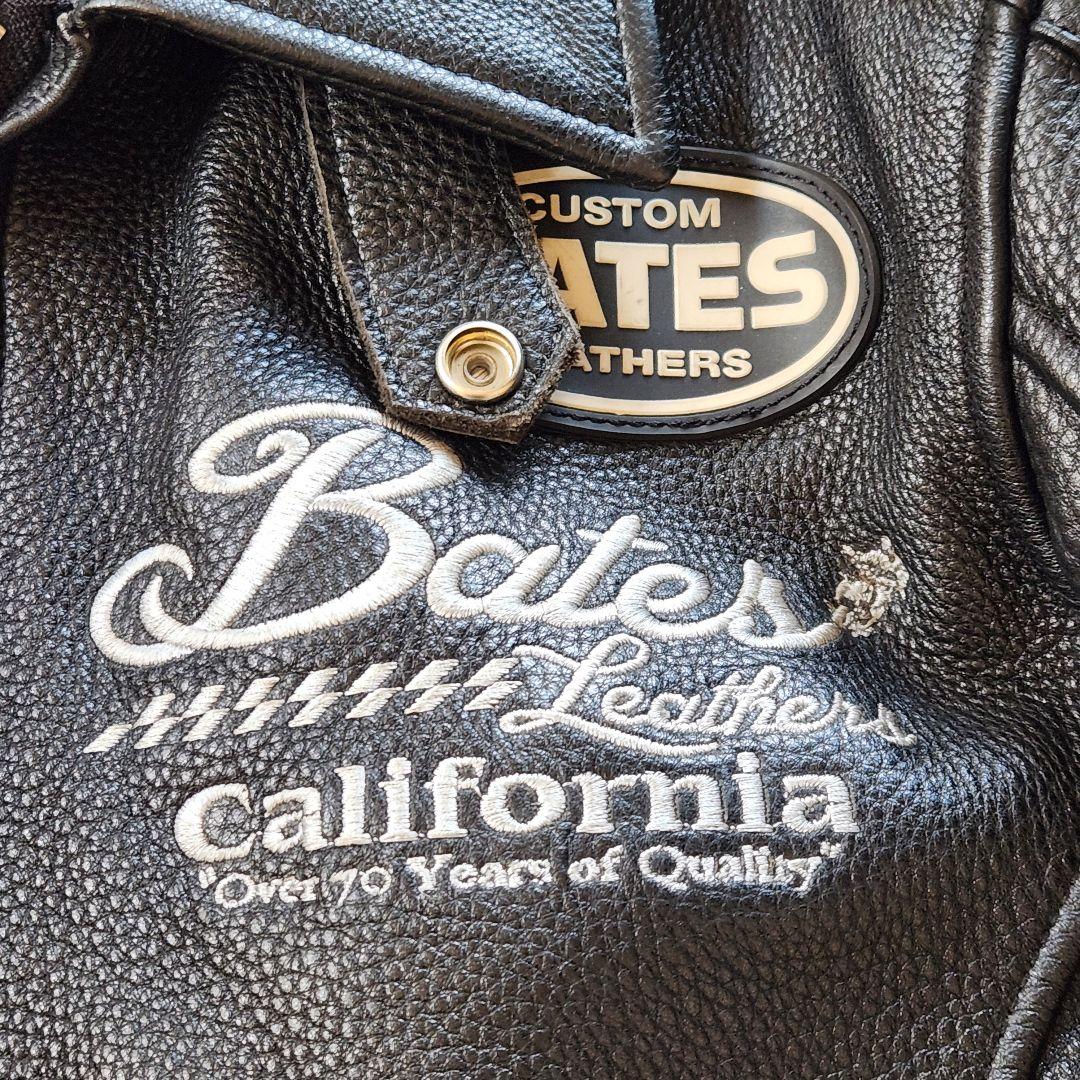 CUSTOM
ATES
ATHERS
Bates
Leathers
California
"Over 70 Years of Quality"